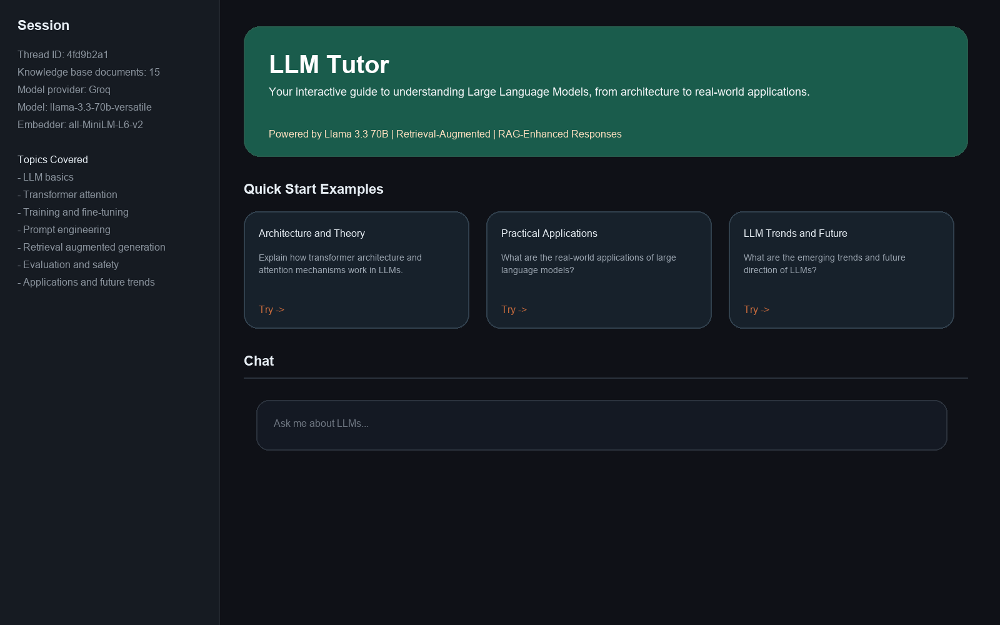 Session
Thread ID: 4fd9b2a1
Knowledge base documents: 15
Model provider: Groq
Model: llama-3.3-70b-versatile
Embedder: all-MiniLM-L6-v2
Topics Covered
- LLM basics
- Transformer attention
- Training and fine-tuning
- Prompt engineering
- Retrieval augmented generation
- Evaluation and safety
- Applications and future trends
LLM Tutor
Your interactive guide to understanding Large Language Models, from architecture to real-world applications.
Powered by Llama 3.3 70B | Retrieval-Augmented | RAG-Enhanced Responses
Quick Start Examples
Architecture and Theory
Explain how transformer architecture and
attention mechanisms work in LLMs.
Try ->
Practical Applications
What are the real-world applications of large
language models?
Try ->
LLM Trends and Future
What are the emerging trends and future
direction of LLMs?
Try ->
Chat
Ask me about LLMs...